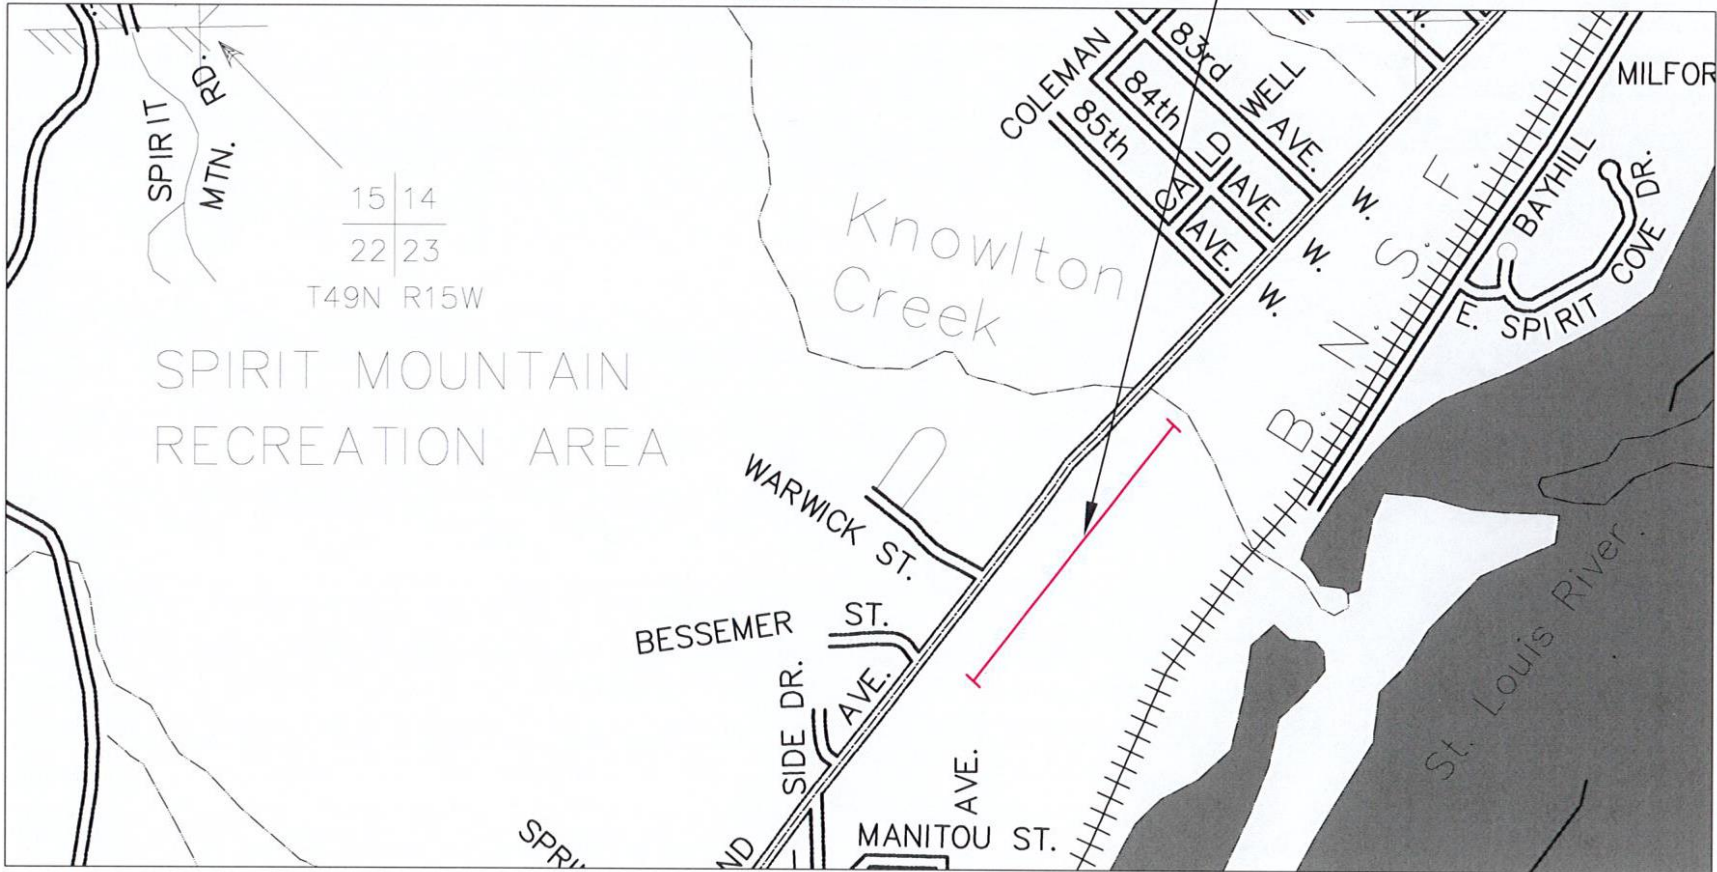 SPIRIT
MTN. RD.
15 14
22 23
T49N R15W
SPIRIT MOUNTAIN
RECREATION AREA
Knowlton
Creek
COLEMAN
83rd
84th
85th
WELL
AVE.
LD
AVE.
CA
AVE.
W.
W.
W.
B. N. S. F.
MILFOR
BAYHILL
DR.
E. SPIRIT COVE
WARWICK ST.
BESSEMER ST.
AVE.
SIDE DR.
AVE.
MANITOU ST.
ND
St. Louis River